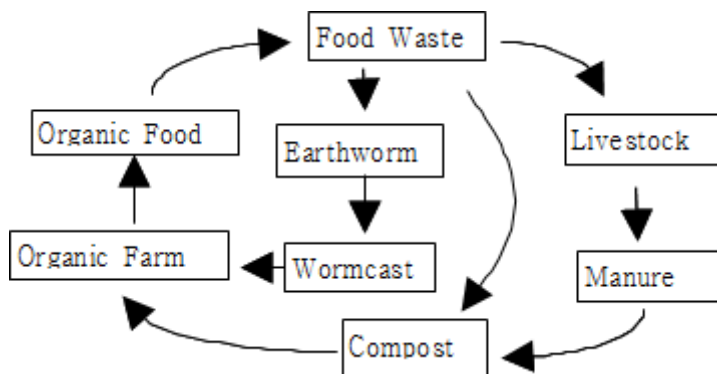 Food Waste
Organic Food
Earthworm
Livestock
Organic Farm
Wormcast
Manure
Compost